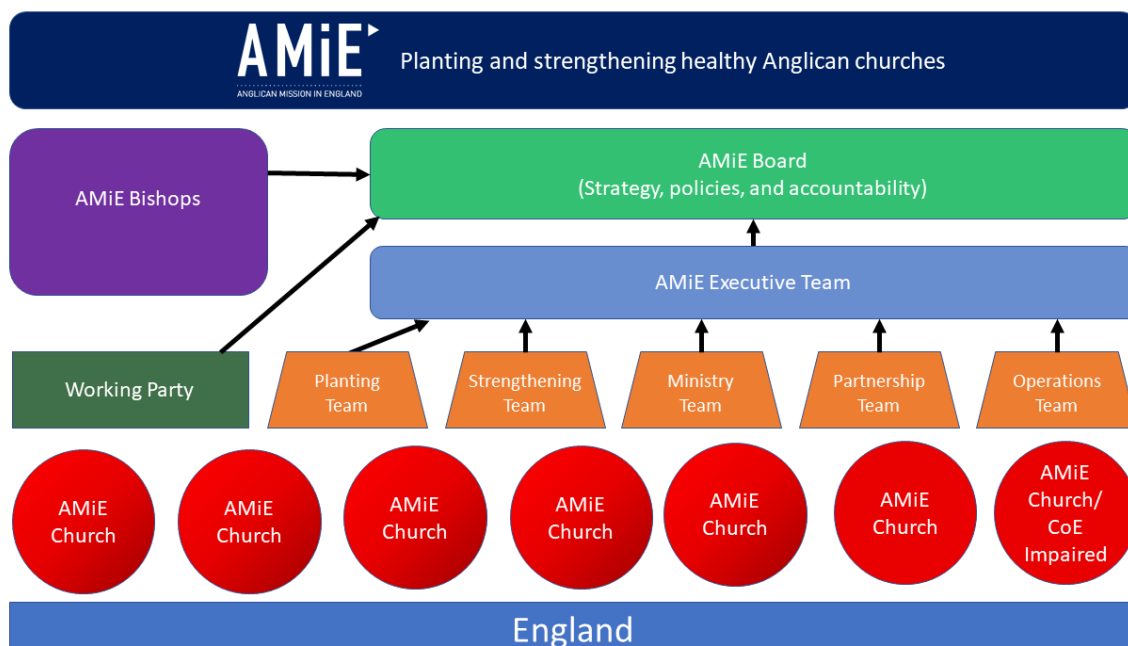 AMiE
ANGLICAN MISSION IN ENGLAND
Planting and strengthening healthy Anglican churches
AMiE Bishops
AMiE Board
(Strategy, policies, and accountability)
AMiE Executive Team
Working Party
Planting
Team
Strengthening
Team
Ministry
Team
Partnership
Team
Operations
Team
AMiE
Church
AMiE
Church
AMiE
Church
AMiE
Church
AMiE
Church
AMiE
Church
AMiE
Church/
CoE
Impaired
England